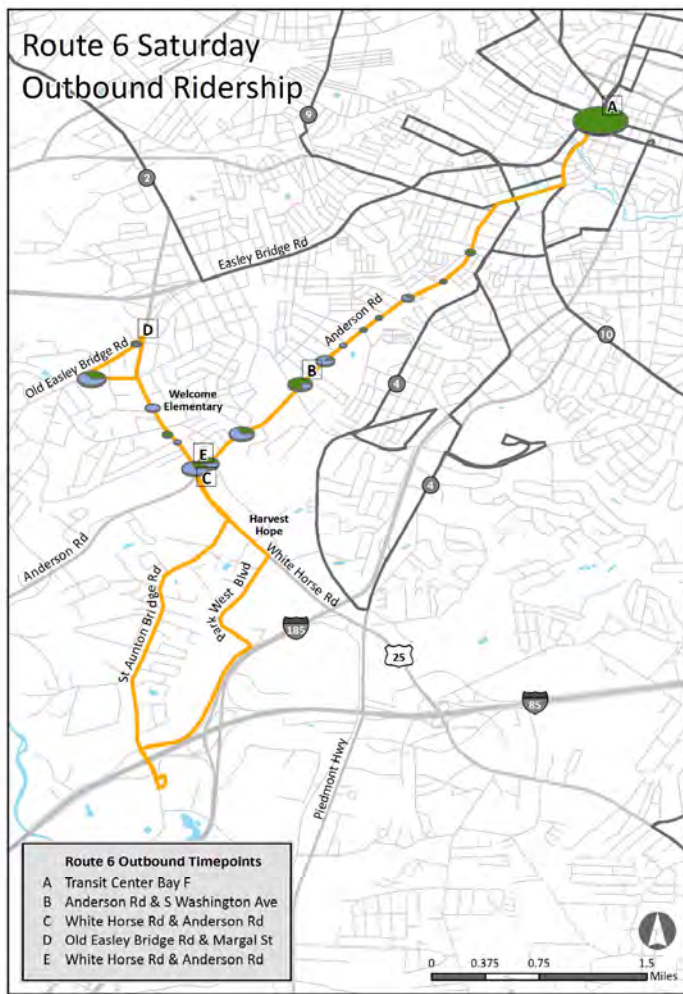 Route 6 Saturday
Outbound Ridership
A
9
2
Easley Bridge Rd
Anderson Rd
10
D
Old Easley Bridge Rd
B
4
Welcome
Elementary
E
C
4
Harvest
Hope
Anderson Rd
White Horse Rd
St Aunton Bridge Rd
Park West Blvd
185
25
85
Piedmont Hwy
Route 6 Outbound Timepoints
A Transit Center Bay F
B Anderson Rd & S Washington Ave
C White Horse Rd & Anderson Rd
D Old Easley Bridge Rd & Margal St
E White Horse Rd & Anderson Rd
0 0.375 0.75 1.5
Miles